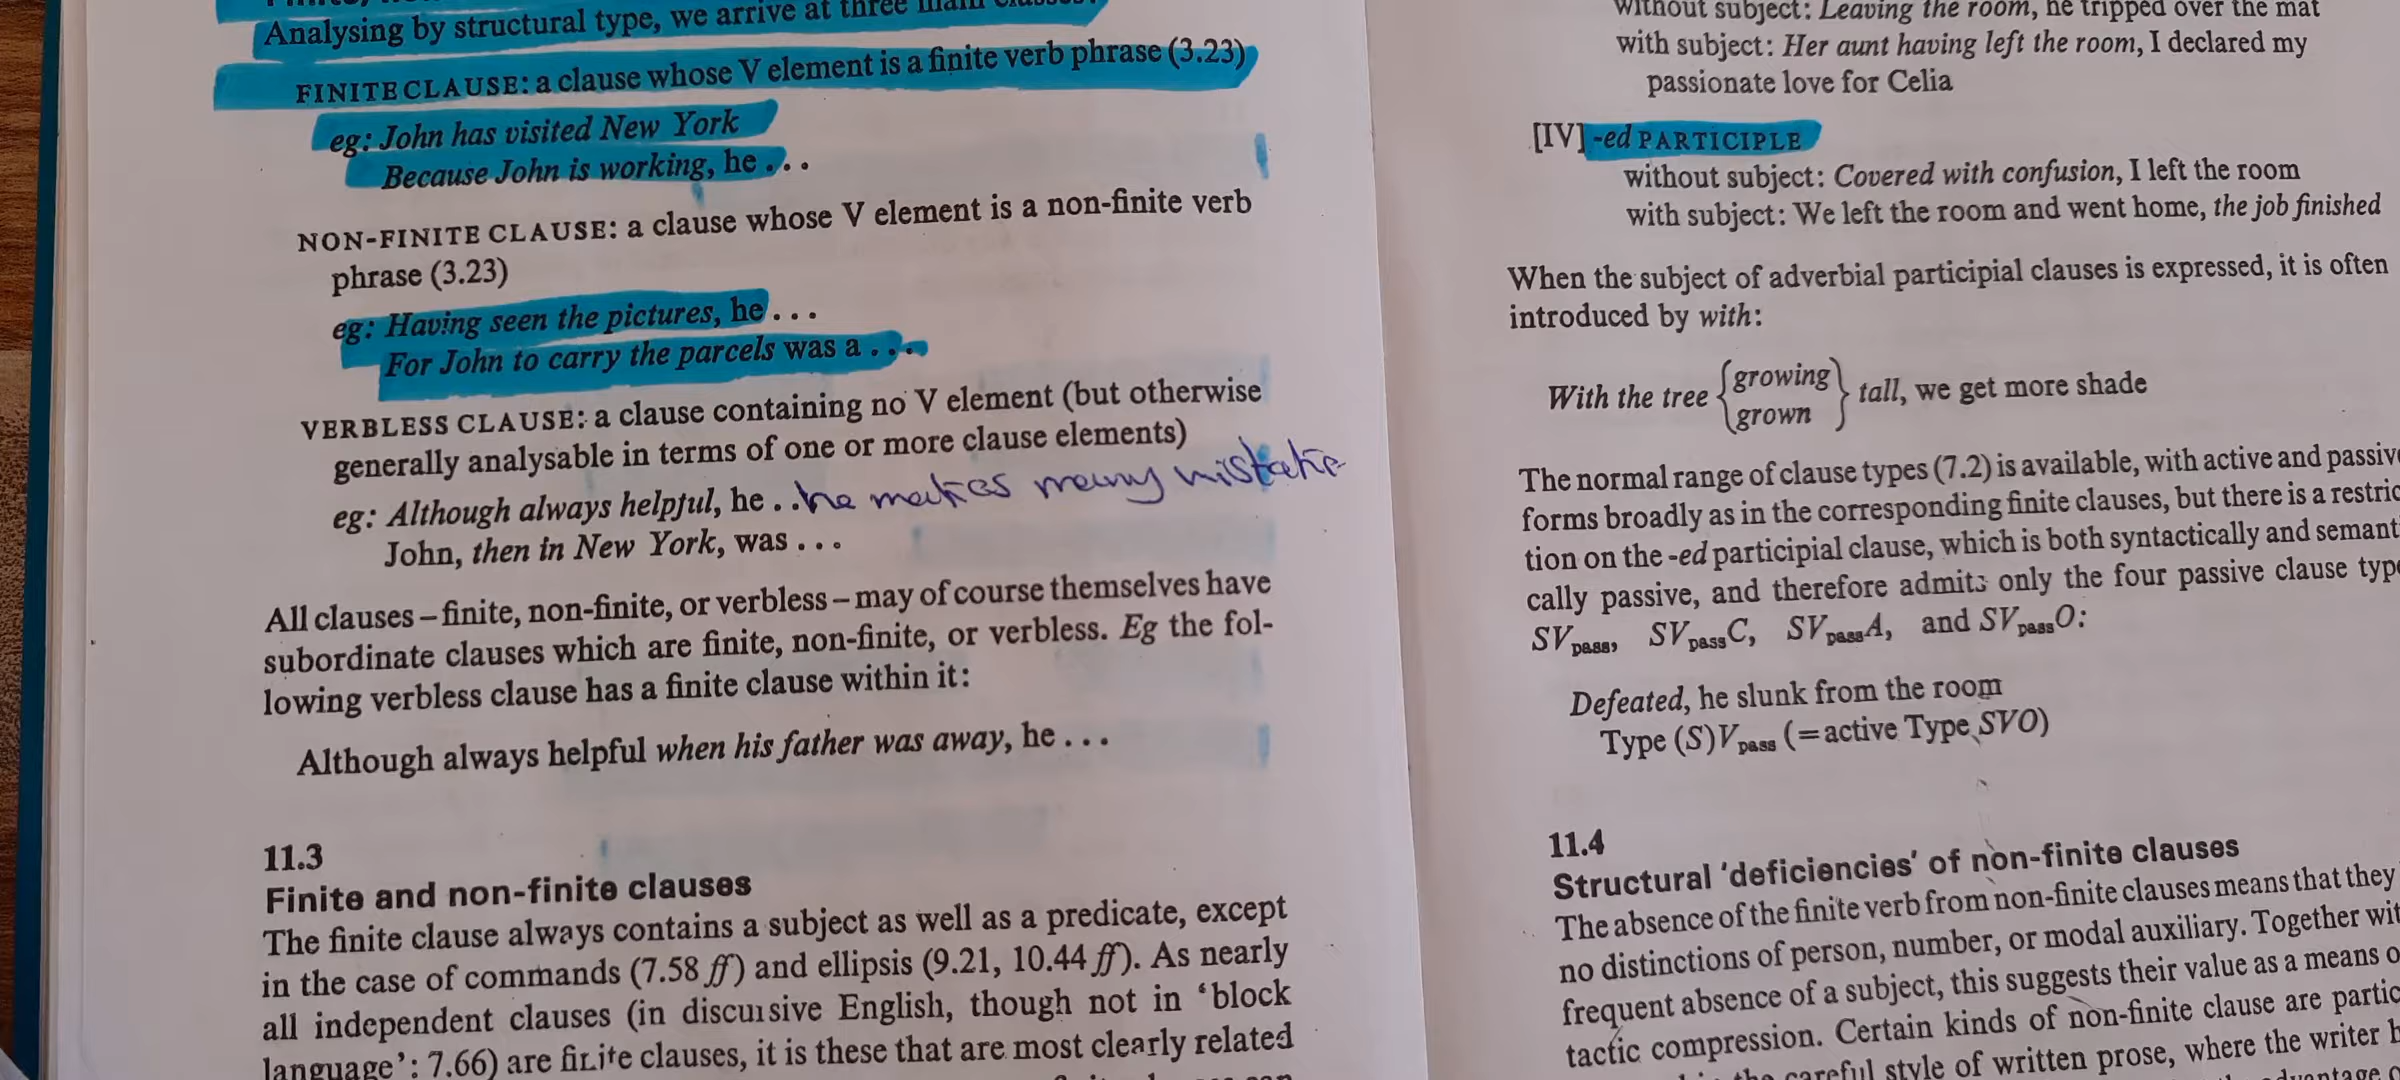 Analysing by structural type, we arrive at three main classes:
FINITE CLAUSE: a clause whose V element is a finite verb phrase (3.23)
eg: John has visited New York
Because John is working, he . . .
NON-FINITE CLAUSE: a clause whose V element is a non-finite verb
phrase (3.23)
eg: Having seen the pictures, he . . .
For John to carry the parcels was a . . .
VERBLESS CLAUSE: a clause containing no V element (but otherwise
generally analysable in terms of one or more clause elements)
eg: Although always helpful, he . . he makes many mistake
John, then in New York, was . . .
All clauses – finite, non-finite, or verbless – may of course themselves have
subordinate clauses which are finite, non-finite, or verbless. Eg the fol-
lowing verbless clause has a finite clause within it:
Although always helpful when his father was away, he . . .
11.3
Finite and non-finite clauses
The finite clause always contains a subject as well as a predicate, except
in the case of commands (7.58 ff) and ellipsis (9.21, 10.44 ff). As nearly
all independent clauses (in discursive English, though not in ‘block
language’: 7.66) are finite clauses, it is these that are most clearly related
without subject: Leaving the room, he tripped over the mat
with subject: Her aunt having left the room, I declared my
passionate love for Celia
[IV] -ed PARTICIPLE
without subject: Covered with confusion, I left the room
with subject: We left the room and went home, the job finished
When the subject of adverbial participial clauses is expressed, it is often
introduced by with:
With the tree {growing / grown} tall, we get more shade
The normal range of clause types (7.2) is available, with active and passive
forms broadly as in the corresponding finite clauses, but there is a restric
tion on the -ed participial clause, which is both syntactically and semant
cally passive, and therefore admits only the four passive clause type
SVpass, SVpassC, SVpassA, and SVpassO:
Defeated, he slunk from the room
Type (S)Vpass (=active Type SVO)
11.4
Structural 'deficiencies' of non-finite clauses
The absence of the finite verb from non-finite clauses means that they
no distinctions of person, number, or modal auxiliary. Together wit
frequent absence of a subject, this suggests their value as a means o
tactic compression. Certain kinds of non-finite clause are partic
the careful style of written prose, where the writer h